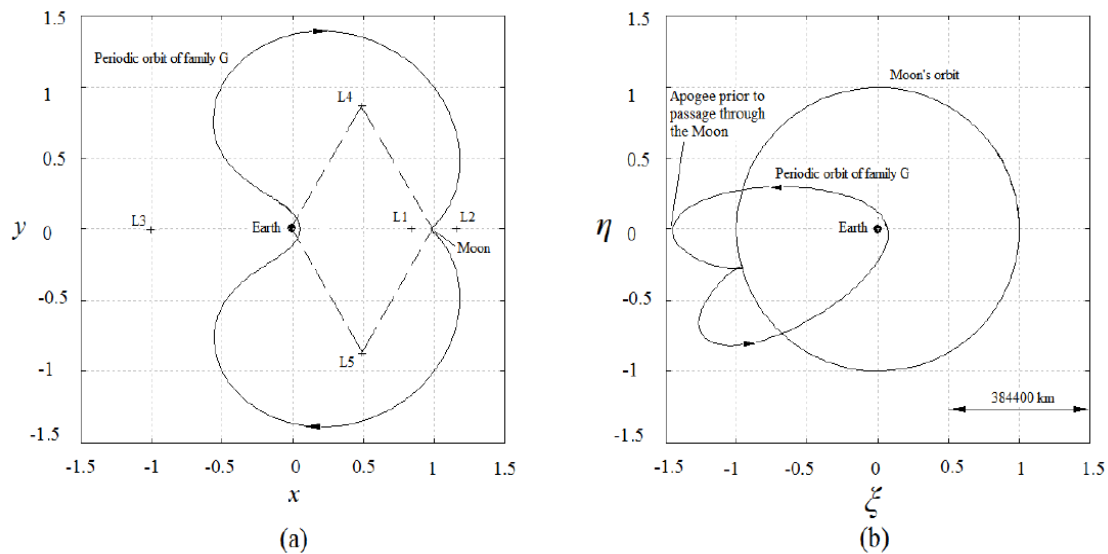 1.5
1
0.5
0
-0.5
-1
-1.5
y
Periodic orbit of family G
L4
L3
Earth
L1
L2
Moon
L5
-1.5
-1
-0.5
0
0.5
1
1.5
x
(a)
1.5
1
0.5
0
-0.5
-1
-1.5
η
Moon's orbit
Apogee prior to
passage through
the Moon
Periodic orbit of family G
Earth
384400 km
-1.5
-1
-0.5
0
0.5
1
1.5
ξ
(b)